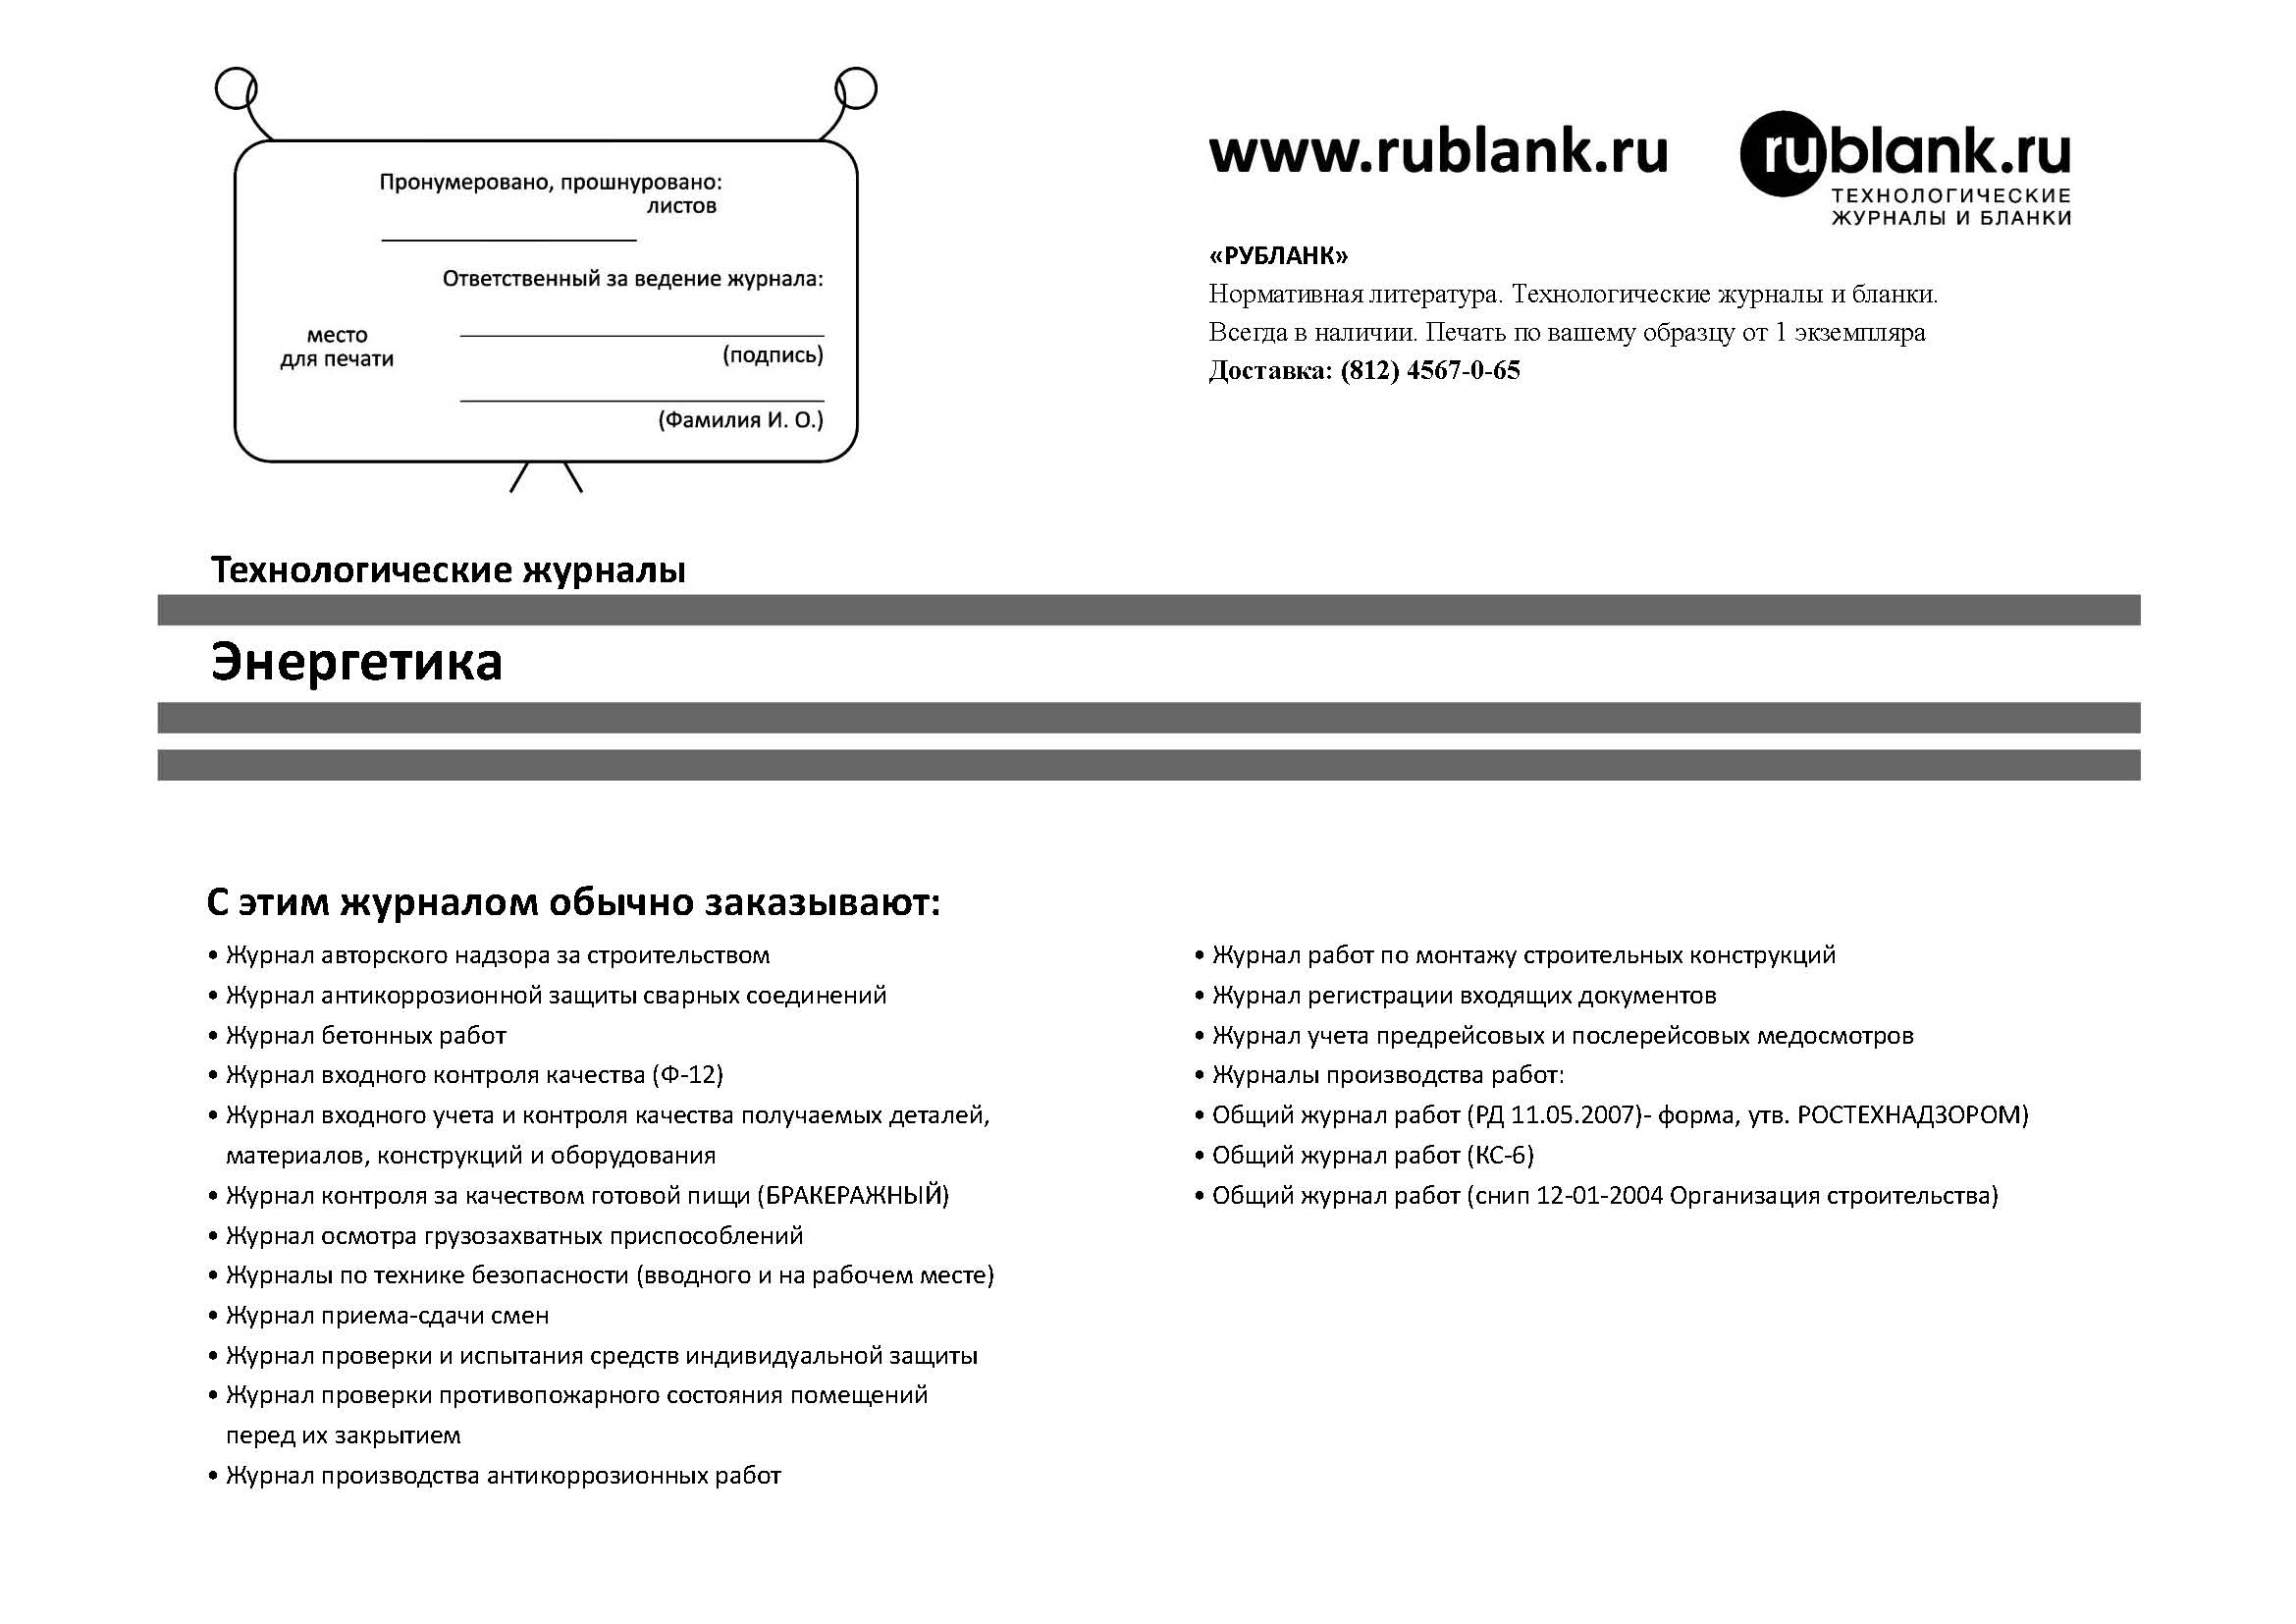 Пронумеровано, прошнуровано:
листов
Ответственный за ведение журнала:
место
для печати
(подпись)
(Фамилия И. О.)
www.rublank.ru
rublank.ru
ТЕХНОЛОГИЧЕСКИЕ
ЖУРНАЛЫ И БЛАНКИ
«РУБЛАНК»
Нормативная литература. Технологические журналы и бланки.
Всегда в наличии. Печать по вашему образцу от 1 экземпляра
Доставка: (812) 4567-0-65
Технологические журналы
Энергетика
С этим журналом обычно заказывают:
• Журнал авторского надзора за строительством
• Журнал антикоррозионной защиты сварных соединений
• Журнал бетонных работ
• Журнал входного контроля качества (Ф-12)
• Журнал входного учета и контроля качества получаемых деталей,
материалов, конструкций и оборудования
• Журнал контроля за качеством готовой пищи (БРАКЕРАЖНЫЙ)
• Журнал осмотра грузозахватных приспособлений
• Журналы по технике безопасности (вводного и на рабочем месте)
• Журнал приема-сдачи смен
• Журнал проверки и испытания средств индивидуальной защиты
• Журнал проверки противопожарного состояния помещений
перед их закрытием
• Журнал производства антикоррозионных работ
• Журнал работ по монтажу строительных конструкций
• Журнал регистрации входящих документов
• Журнал учета предрейсовых и послерейсовых медосмотров
• Журналы производства работ:
• Общий журнал работ (РД 11.05.2007)- форма, утв. РОСТЕХНАДЗОРОМ)
• Общий журнал работ (КС-6)
• Общий журнал работ (снип 12-01-2004 Организация строительства)